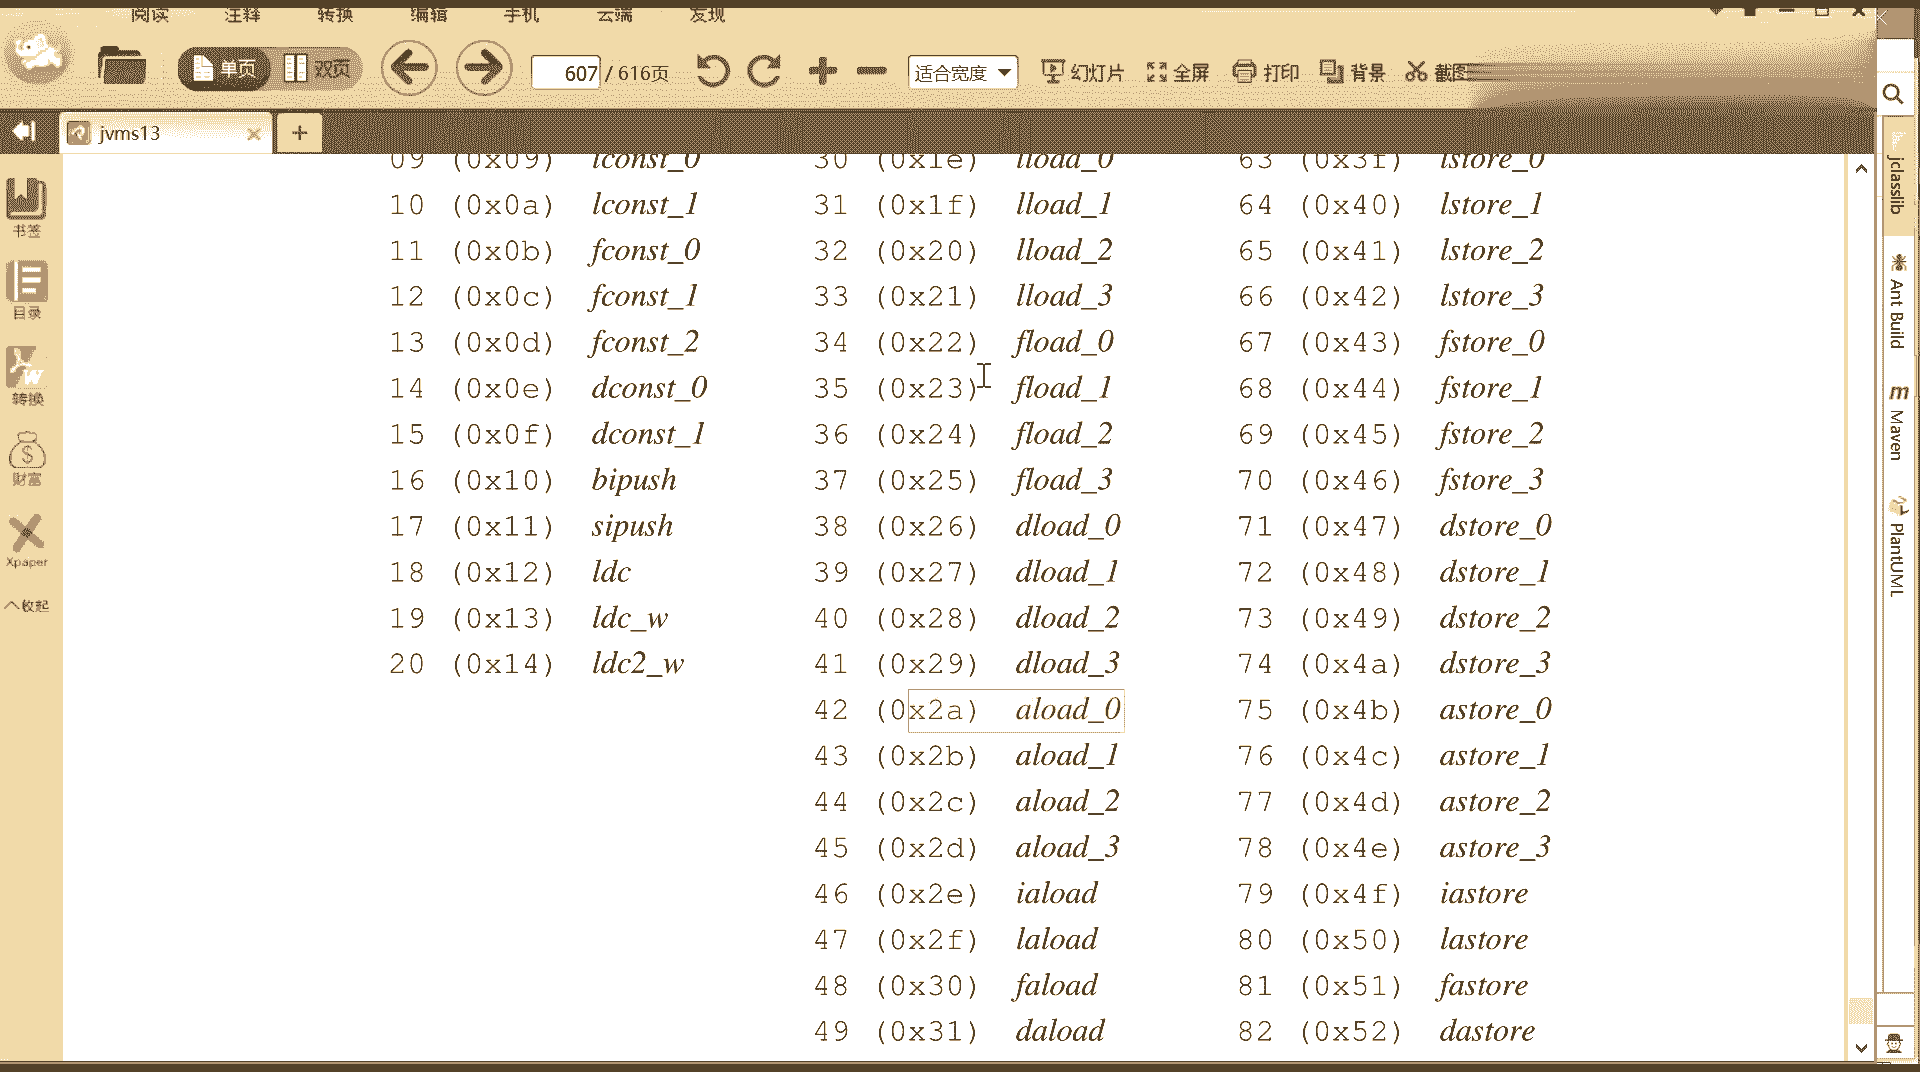 阅读 注释 转换 编辑 手机 云端 发现
单页 双页 607 / 616页 适合宽度 幻灯片 全屏 打印 背景 截图
jvms13
书签
目录
转换
财富
Xpaper
收起
09 (0x09) lconst_0
10 (0x0a) lconst_1
11 (0x0b) fconst_0
12 (0x0c) fconst_1
13 (0x0d) fconst_2
14 (0x0e) dconst_0
15 (0x0f) dconst_1
16 (0x10) bipush
17 (0x11) sipush
18 (0x12) ldc
19 (0x13) ldc_w
20 (0x14) ldc2_w
30 (0x1e) lload_0
31 (0x1f) lload_1
32 (0x20) lload_2
33 (0x21) lload_3
34 (0x22) fload_0
35 (0x23) fload_1
36 (0x24) fload_2
37 (0x25) fload_3
38 (0x26) dload_0
39 (0x27) dload_1
40 (0x28) dload_2
41 (0x29) dload_3
42 (0x2a) aload_0
43 (0x2b) aload_1
44 (0x2c) aload_2
45 (0x2d) aload_3
46 (0x2e) iaload
47 (0x2f) laload
48 (0x30) faload
49 (0x31) daload
63 (0x3f) lstore_0
64 (0x40) lstore_1
65 (0x41) lstore_2
66 (0x42) lstore_3
67 (0x43) fstore_0
68 (0x44) fstore_1
69 (0x45) fstore_2
70 (0x46) fstore_3
71 (0x47) dstore_0
72 (0x48) dstore_1
73 (0x49) dstore_2
74 (0x4a) dstore_3
75 (0x4b) astore_0
76 (0x4c) astore_1
77 (0x4d) astore_2
78 (0x4e) astore_3
79 (0x4f) iastore
80 (0x50) lastore
81 (0x51) fastore
82 (0x52) dastore
jclasslib
Ant Build
Maven
PlantUML